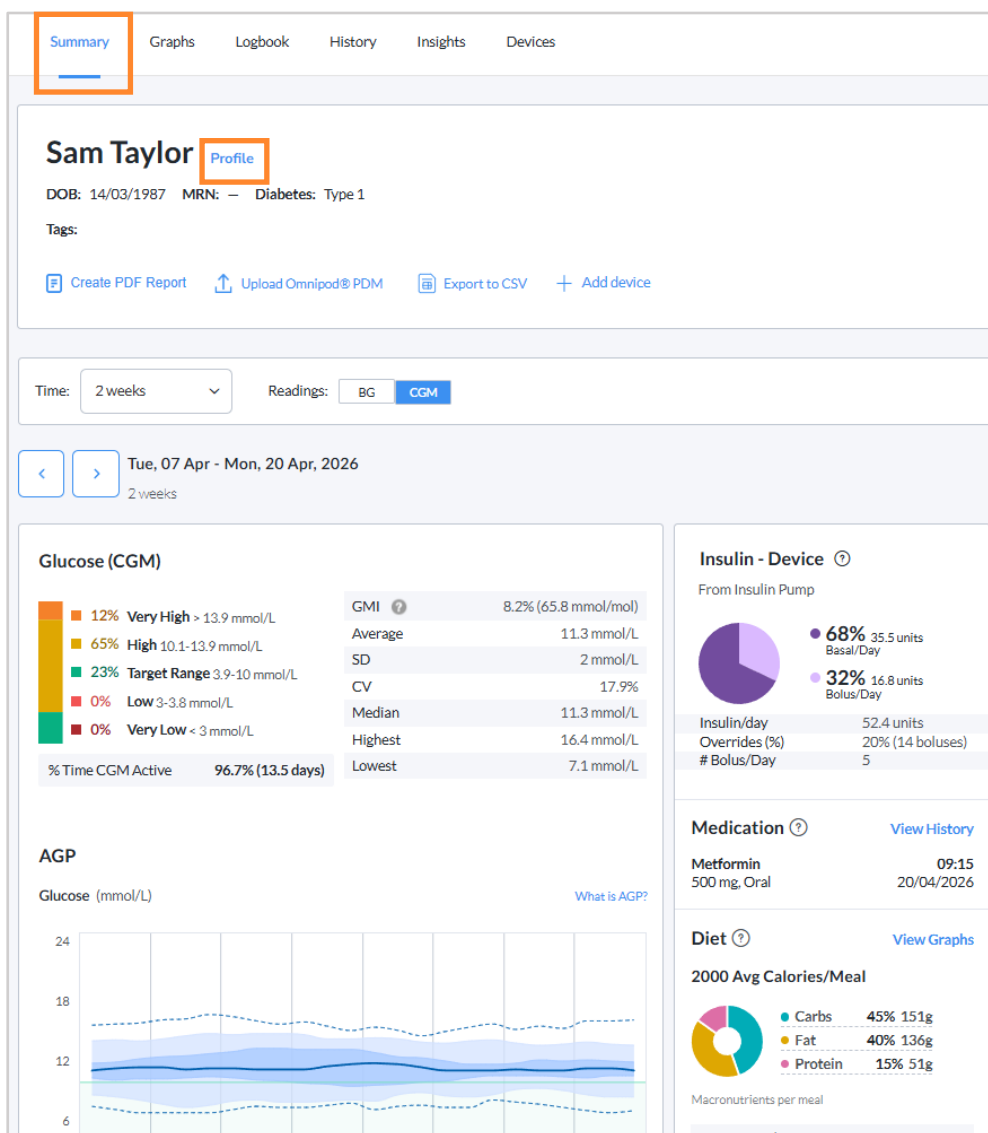 Summary Graphs Logbook History Insights Devices
Sam Taylor Profile
DOB: 14/03/1987 MRN: — Diabetes: Type 1
Tags:
Create PDF Report Upload Omnipod® PDM Export to CSV + Add device
Time: 2 weeks Readings: BG CGM
< > Tue, 07 Apr - Mon, 20 Apr, 2026
2 weeks
Glucose (CGM)
12% Very High > 13.9 mmol/L
65% High 10.1-13.9 mmol/L
23% Target Range 3.9-10 mmol/L
0% Low 3-3.8 mmol/L
0% Very Low < 3 mmol/L
% Time CGM Active 96.7% (13.5 days)
GMI ? 8.2% (65.8 mmol/mol)
Average 11.3 mmol/L
SD 2 mmol/L
CV 17.9%
Median 11.3 mmol/L
Highest 16.4 mmol/L
Lowest 7.1 mmol/L
AGP
Glucose (mmol/L) What is AGP?
24
18
12
6
Insulin - Device ?
From Insulin Pump
68% 35.5 units
Basal/Day
32% 16.8 units
Bolus/Day
Insulin/day 52.4 units
Overrides (%) 20% (14 boluses)
# Bolus/Day 5
Medication ? View History
Metformin 09:15
500 mg, Oral 20/04/2026
Diet ? View Graphs
2000 Avg Calories/Meal
Carbs 45% 151g
Fat 40% 136g
Protein 15% 51g
Macronutrients per meal